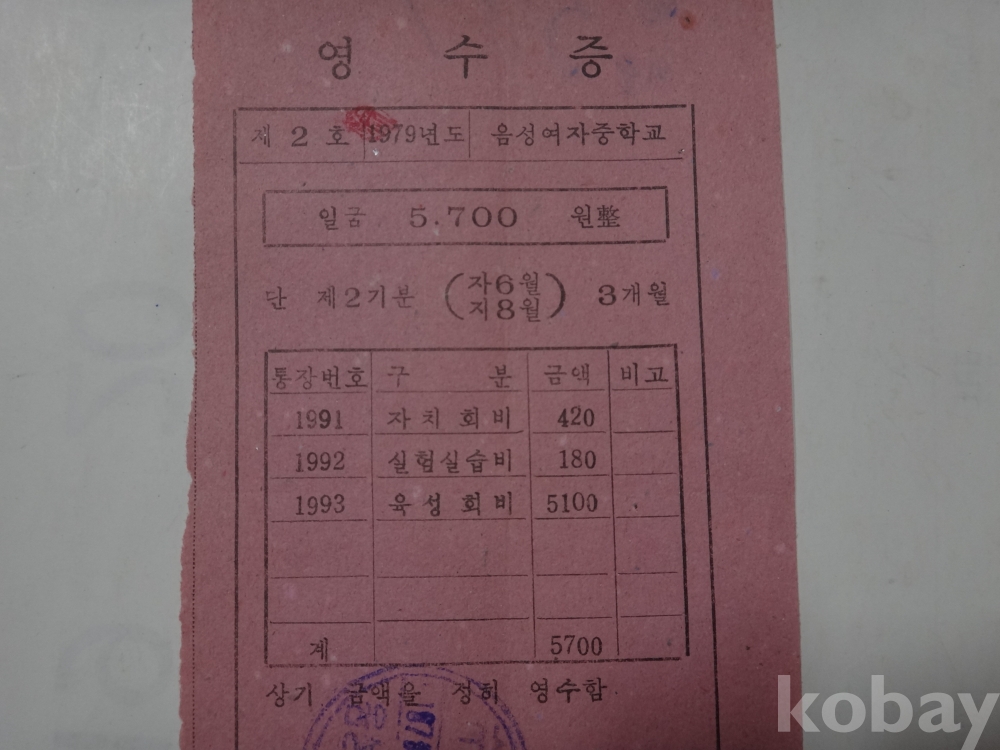 영 수 증
제 2 호 1979년도 음성여자중학교
일금 5.700 원整
단 제2기분 (자6월 지8월) 3개월
통장번호 구 분 금액 비고
1991 자치회비 420
1992 실험실습비 180
1993 육성회비 5100
계 5700
상기 금액을 정히 영수함
kobay